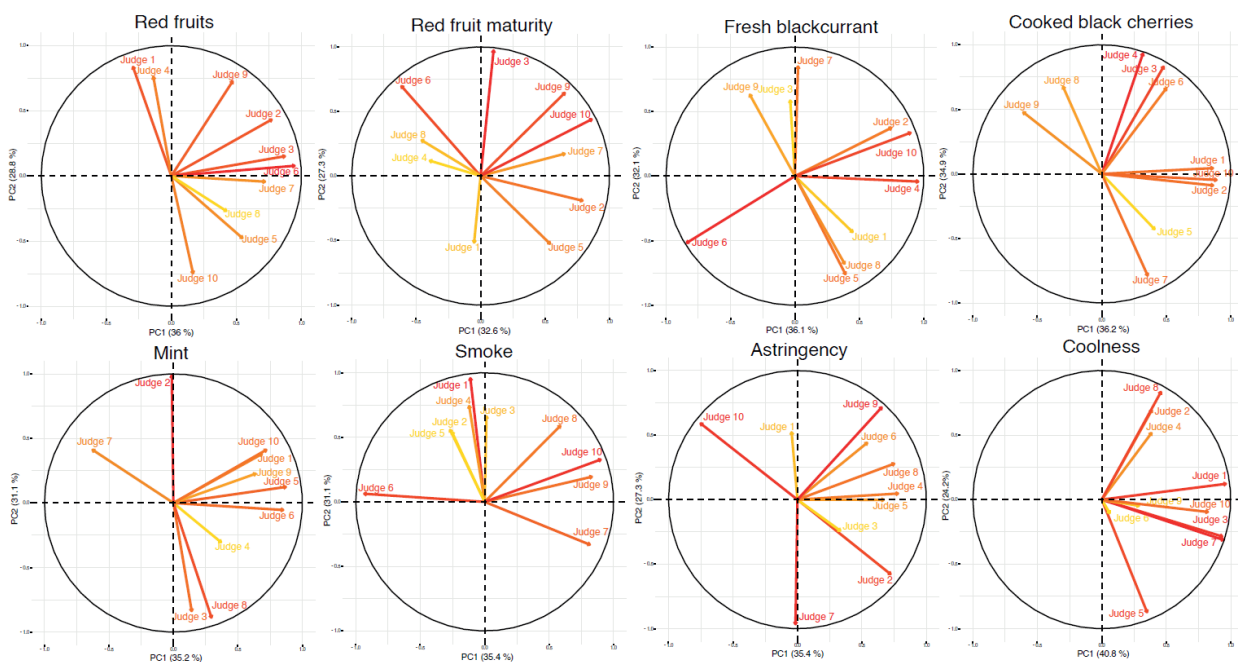 Red fruits
Judge 1
Judge 4
Judge 9
Judge 2
Judge 3
Judge 6
Judge 7
Judge 8
Judge 5
Judge 10
PC2 (28.8 %)
PC1 (36 %)
Red fruit maturity
Judge 3
Judge 6
Judge 9
Judge 10
Judge 8
Judge 7
Judge 4
Judge 2
Judge 1
Judge 5
PC2 (27.3 %)
PC1 (32.6 %)
Fresh blackcurrant
Judge 7
Judge 9
Judge 3
Judge 2
Judge 10
Judge 4
Judge 6
Judge 1
Judge 8
Judge 5
PC2 (32.1 %)
PC1 (36.1 %)
Cooked black cherries
Judge 4
Judge 3
Judge 8
Judge 6
Judge 9
Judge 1
Judge 10
Judge 2
Judge 5
Judge 7
PC2 (34.9 %)
PC1 (36.2 %)
Mint
Judge 2
Judge 7
Judge 10
Judge 1
Judge 9
Judge 5
Judge 6
Judge 4
Judge 8
Judge 3
PC2 (31.1 %)
PC1 (35.2 %)
Smoke
Judge 1
Judge 4
Judge 3
Judge 2
Judge 8
Judge 5
Judge 10
Judge 6
Judge 9
Judge 7
PC2 (31.1 %)
PC1 (35.4 %)
Astringency
Judge 9
Judge 10
Judge 1
Judge 6
Judge 8
Judge 4
Judge 5
Judge 3
Judge 2
Judge 7
PC2 (27.3 %)
PC1 (35.4 %)
Coolness
Judge 8
Judge 2
Judge 4
Judge 1
Judge 10
Judge 3
Judge 7
Judge 5
PC2 (24.2%)
PC1 (40.8 %)